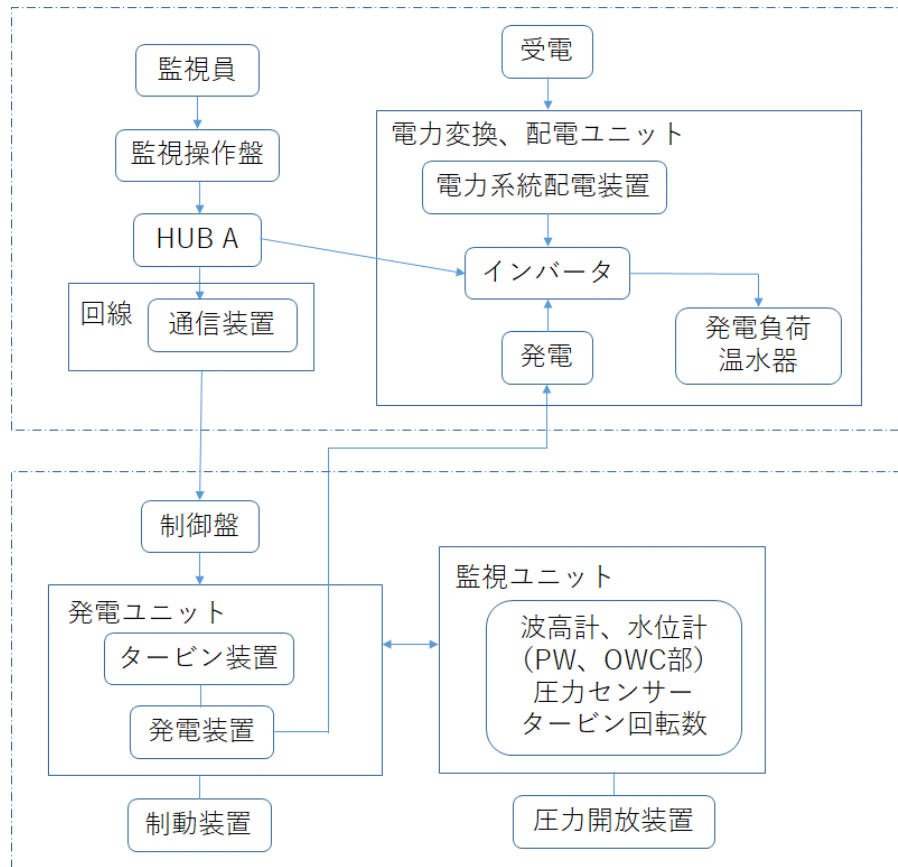 監視員
監視操作盤
HUB A
回線
通信装置
受電
電力変換、配電ユニット
電力系統配電装置
インバータ
発電
発電負荷
温水器
制御盤
発電ユニット
タービン装置
発電装置
制動装置
監視ユニット
波高計、水位計
（PW、OWC部）
圧力センサー
タービン回転数
圧力開放装置